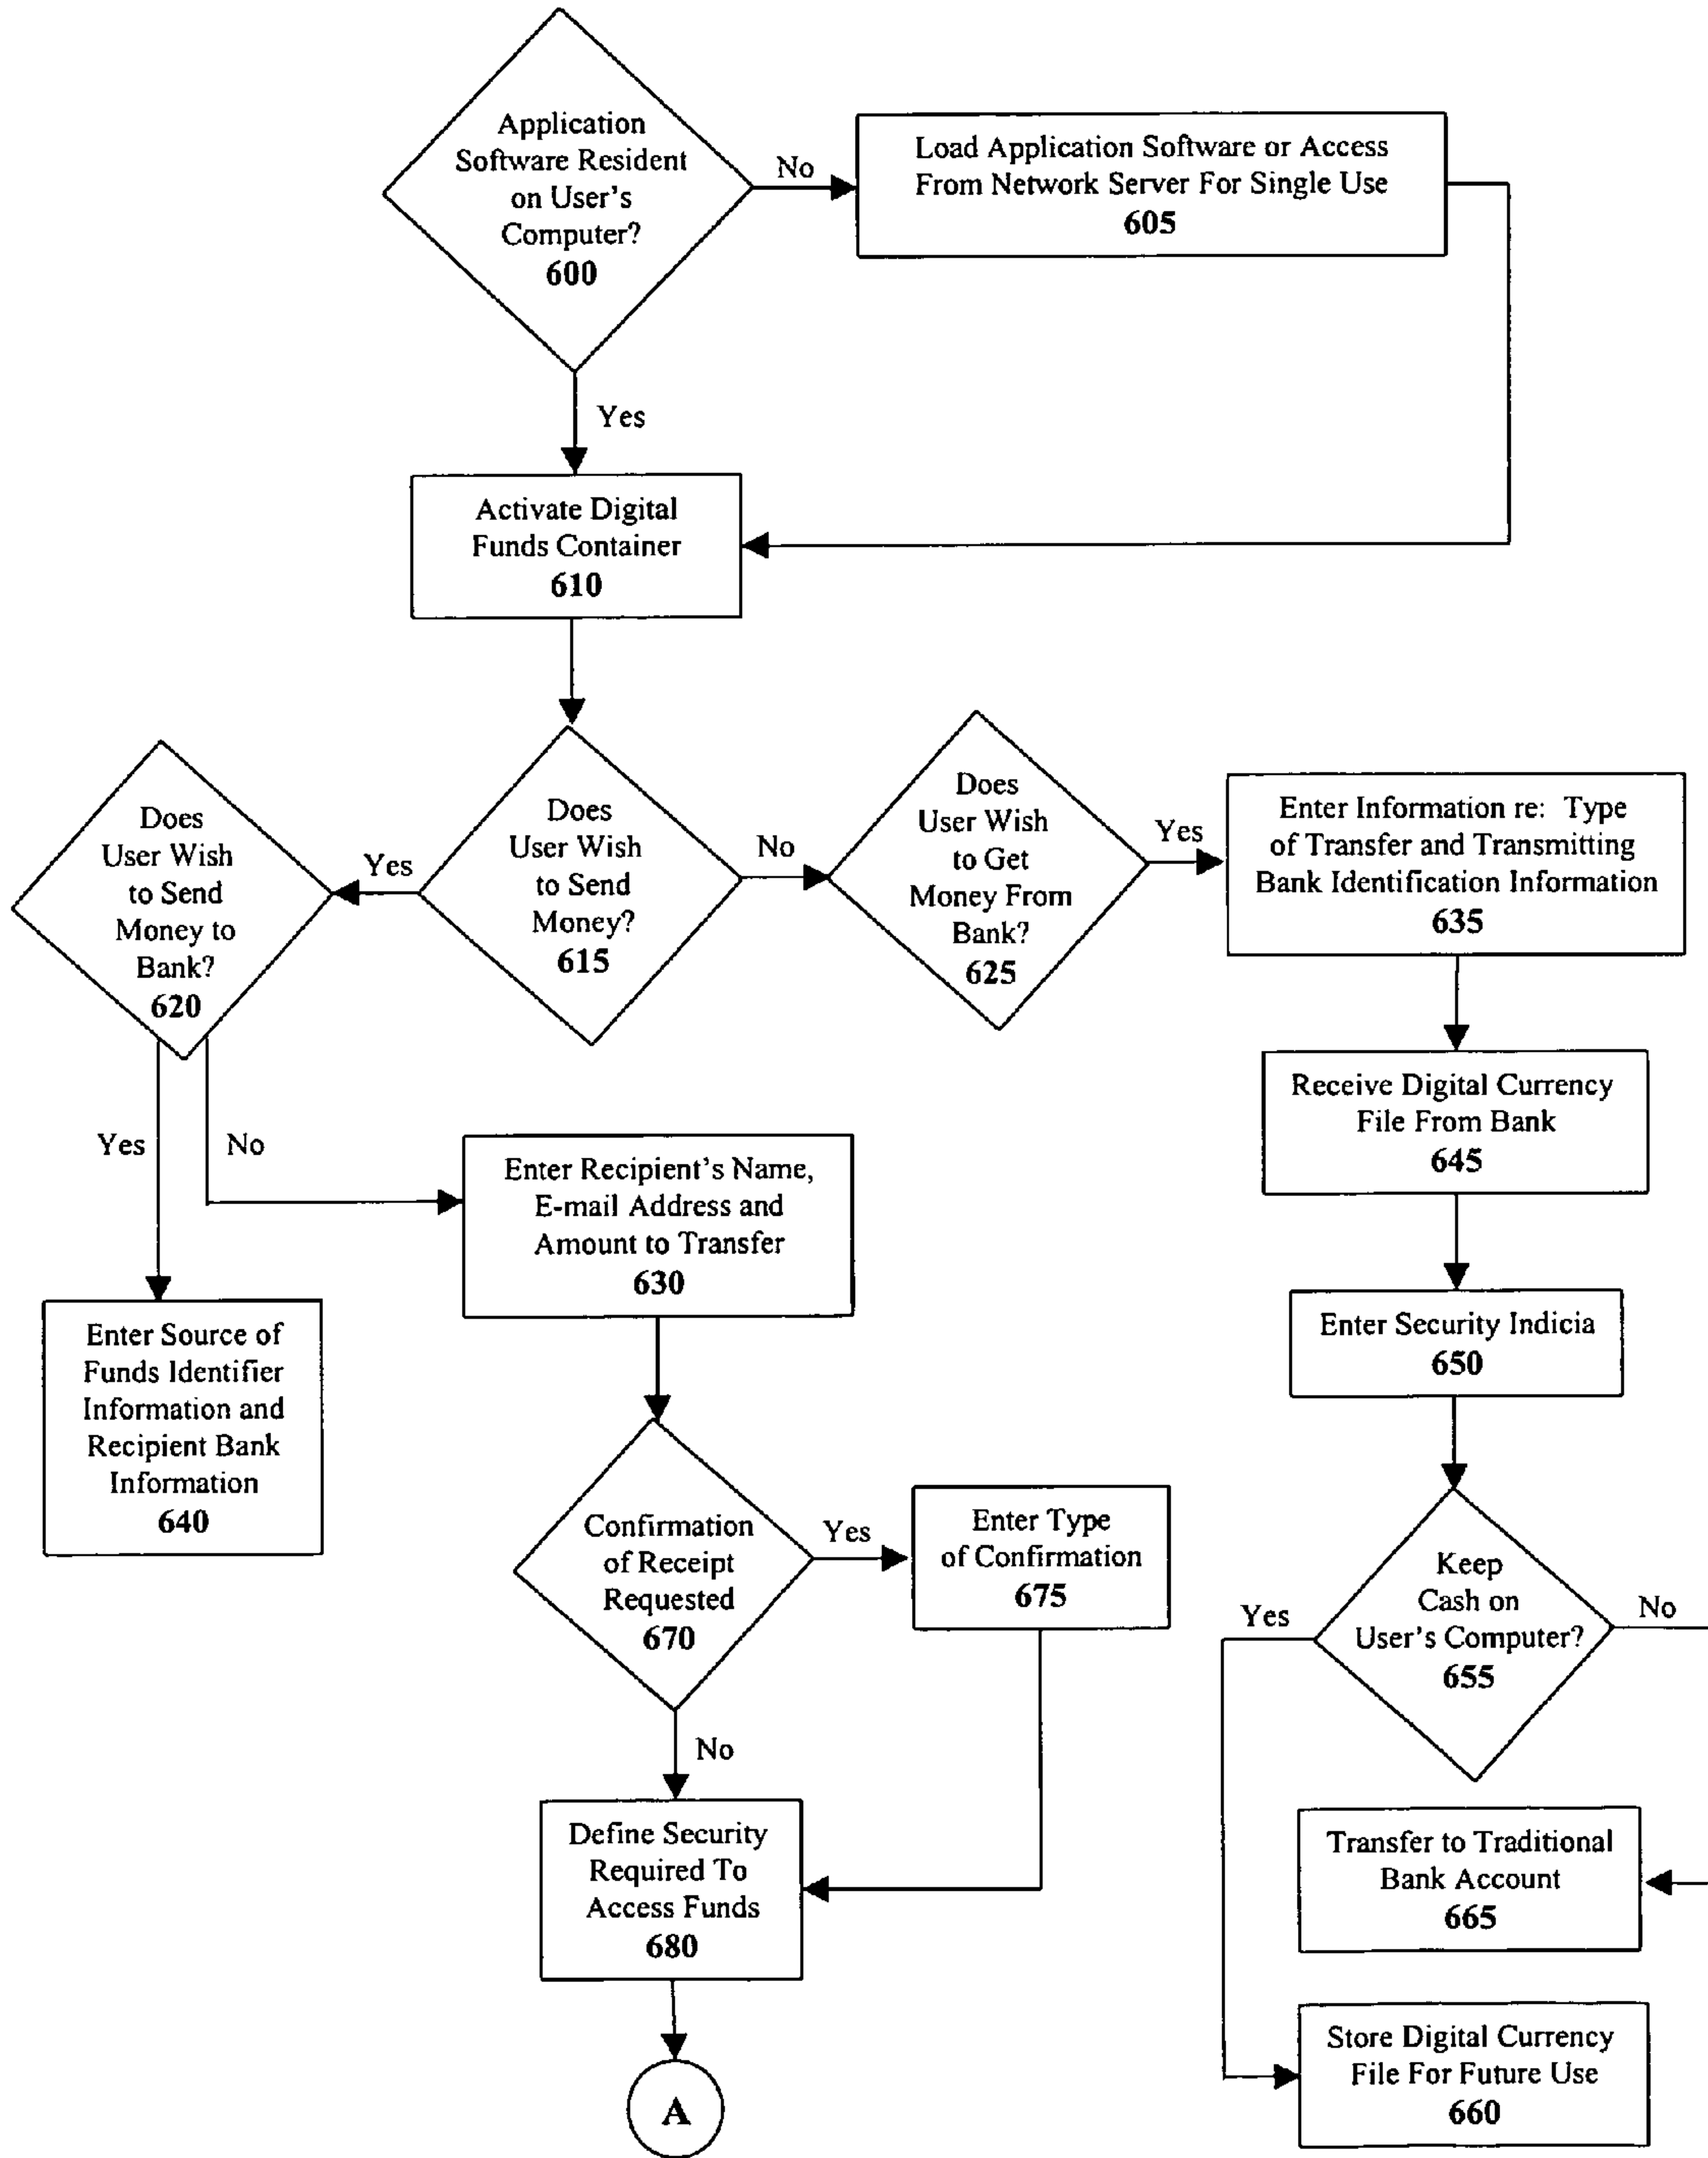 Application
Software Resident
on User's
Computer?
600
No
Load Application Software or Access
From Network Server For Single Use
605
Yes
Activate Digital
Funds Container
610
Does
User Wish
to Send
Money to
Bank?
620
Yes
Does
User Wish
to Send
Money?
615
No
Does
User Wish
to Get
Money From
Bank?
625
Yes
Enter Information re: Type
of Transfer and Transmitting
Bank Identification Information
635
Receive Digital Currency
File From Bank
645
Yes
No
Enter Recipient's Name,
E-mail Address and
Amount to Transfer
630
Enter Source of
Funds Identifier
Information and
Recipient Bank
Information
640
Enter Security Indicia
650
Confirmation
of Receipt
Requested
670
Yes
Enter Type
of Confirmation
675
Yes
Keep
Cash on
User's Computer?
655
No
No
Define Security
Required To
Access Funds
680
Transfer to Traditional
Bank Account
665
Store Digital Currency
File For Future Use
660
A